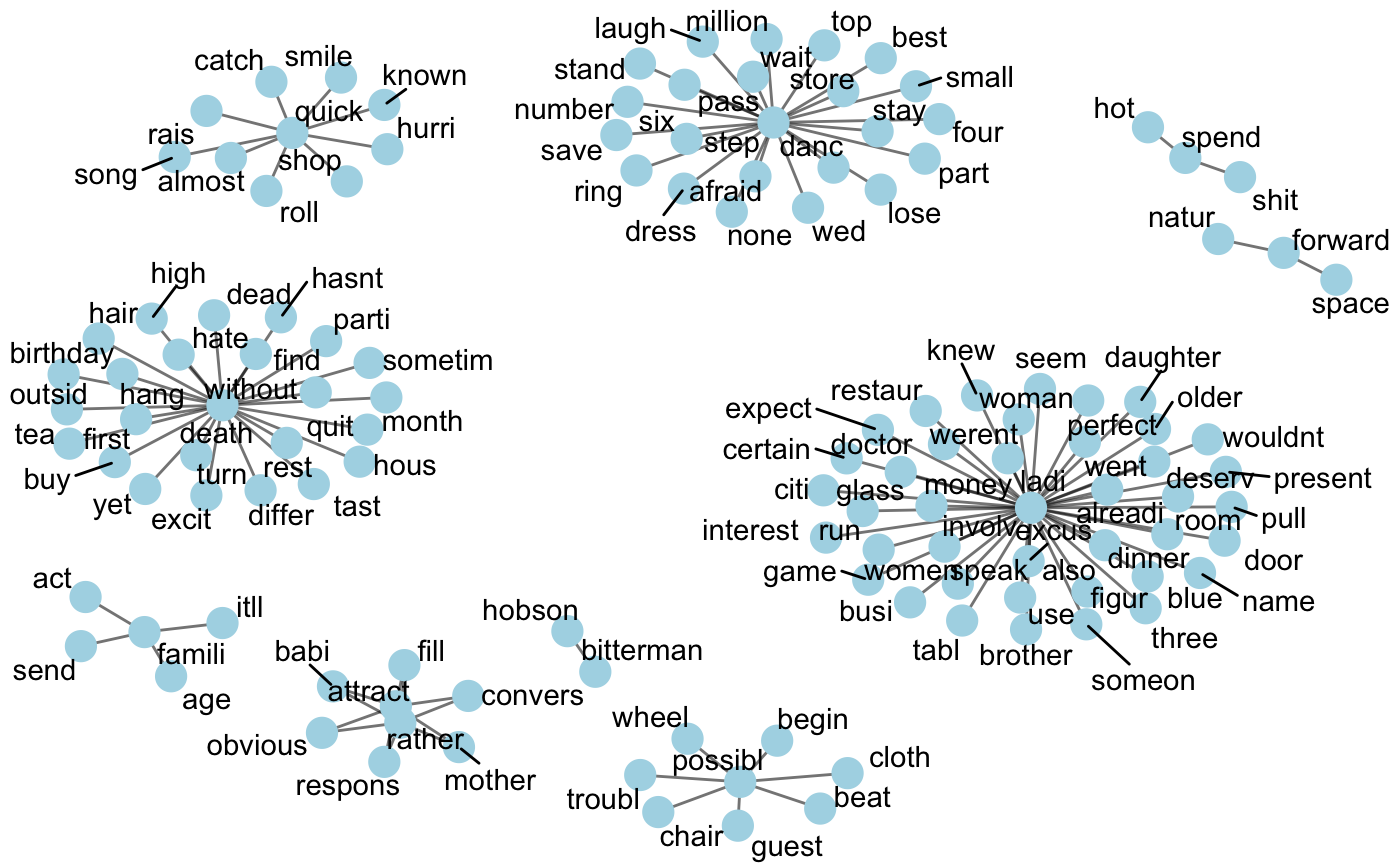 catch
smile
known
quick
hurri
rais
shop
song
almost
roll
laugh
million
top
best
wait
stand
store
small
pass
number
six
stay
four
save
step
danc
part
ring
afraid
lose
dress
none
wed
hot
spend
shit
natur
forward
space
high
hasnt
dead
hair
parti
hate
find
birthday
sometim
without
outsid
hang
month
tea
first
death
quit
buy
turn
rest
hous
yet
excit
differ
tast
knew
seem
daughter
restaur
woman
older
expect
perfect
wouldnt
certain
doctor
werent
went
citi
glass
money
ladi
deserv
present
interest
run
involv
excus
alreadi
room
pull
game
women
speak
also
dinner
door
busi
use
figur
blue
name
tabl
brother
three
someon
act
itll
famili
send
age
babi
fill
attract
convers
obvious
rather
respons
mother
hobson
bitterman
wheel
begin
possibl
cloth
troubl
beat
chair
guest